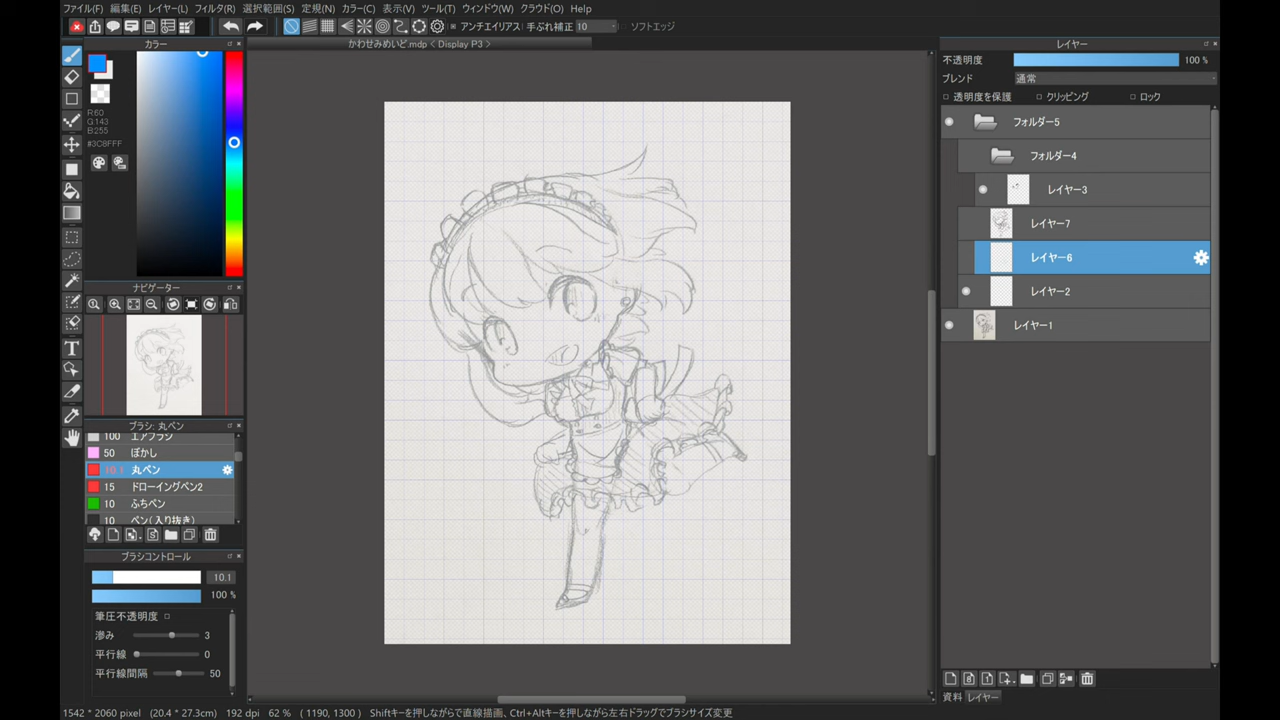 ファイル(F) 編集(E) レイヤー(L) フィルタ(R) 選択範囲(S) 定規(N) カラー(C) 表示(V) ツール(T) ウィンドウ(W) クラウド(O) Help
アンチエイリアス 手ぶれ補正 10 ソフトエッジ
カラー
かわせみめいど.mdp < Display P3 >
レイヤー
R:60
G:143
B:255
#3C8FFF
ナビゲーター
ブラシ: 丸ペン
100 エアブラシ
50 ぼかし
10.1 丸ペン
15 ドローイングペン2
10 ふちペン
10 ペン(入り抜き)
ブラシコントロール
10.1
100 %
筆圧不透明度
滲み 3
平行線 0
平行線間隔 50
不透明度 100 %
ブレンド 通常
透明度を保護 クリッピング ロック
フォルダー5
フォルダー4
レイヤー3
レイヤー7
レイヤー6
レイヤー2
レイヤー1
資料 レイヤー
1542 * 2060 pixel (20.4 * 27.3cm) 192 dpi 62 % ( 1190, 1300 ) Shiftキーを押しながらで直線描画、Ctrl+Altキーを押しながら左右ドラッグでブラシサイズ変更